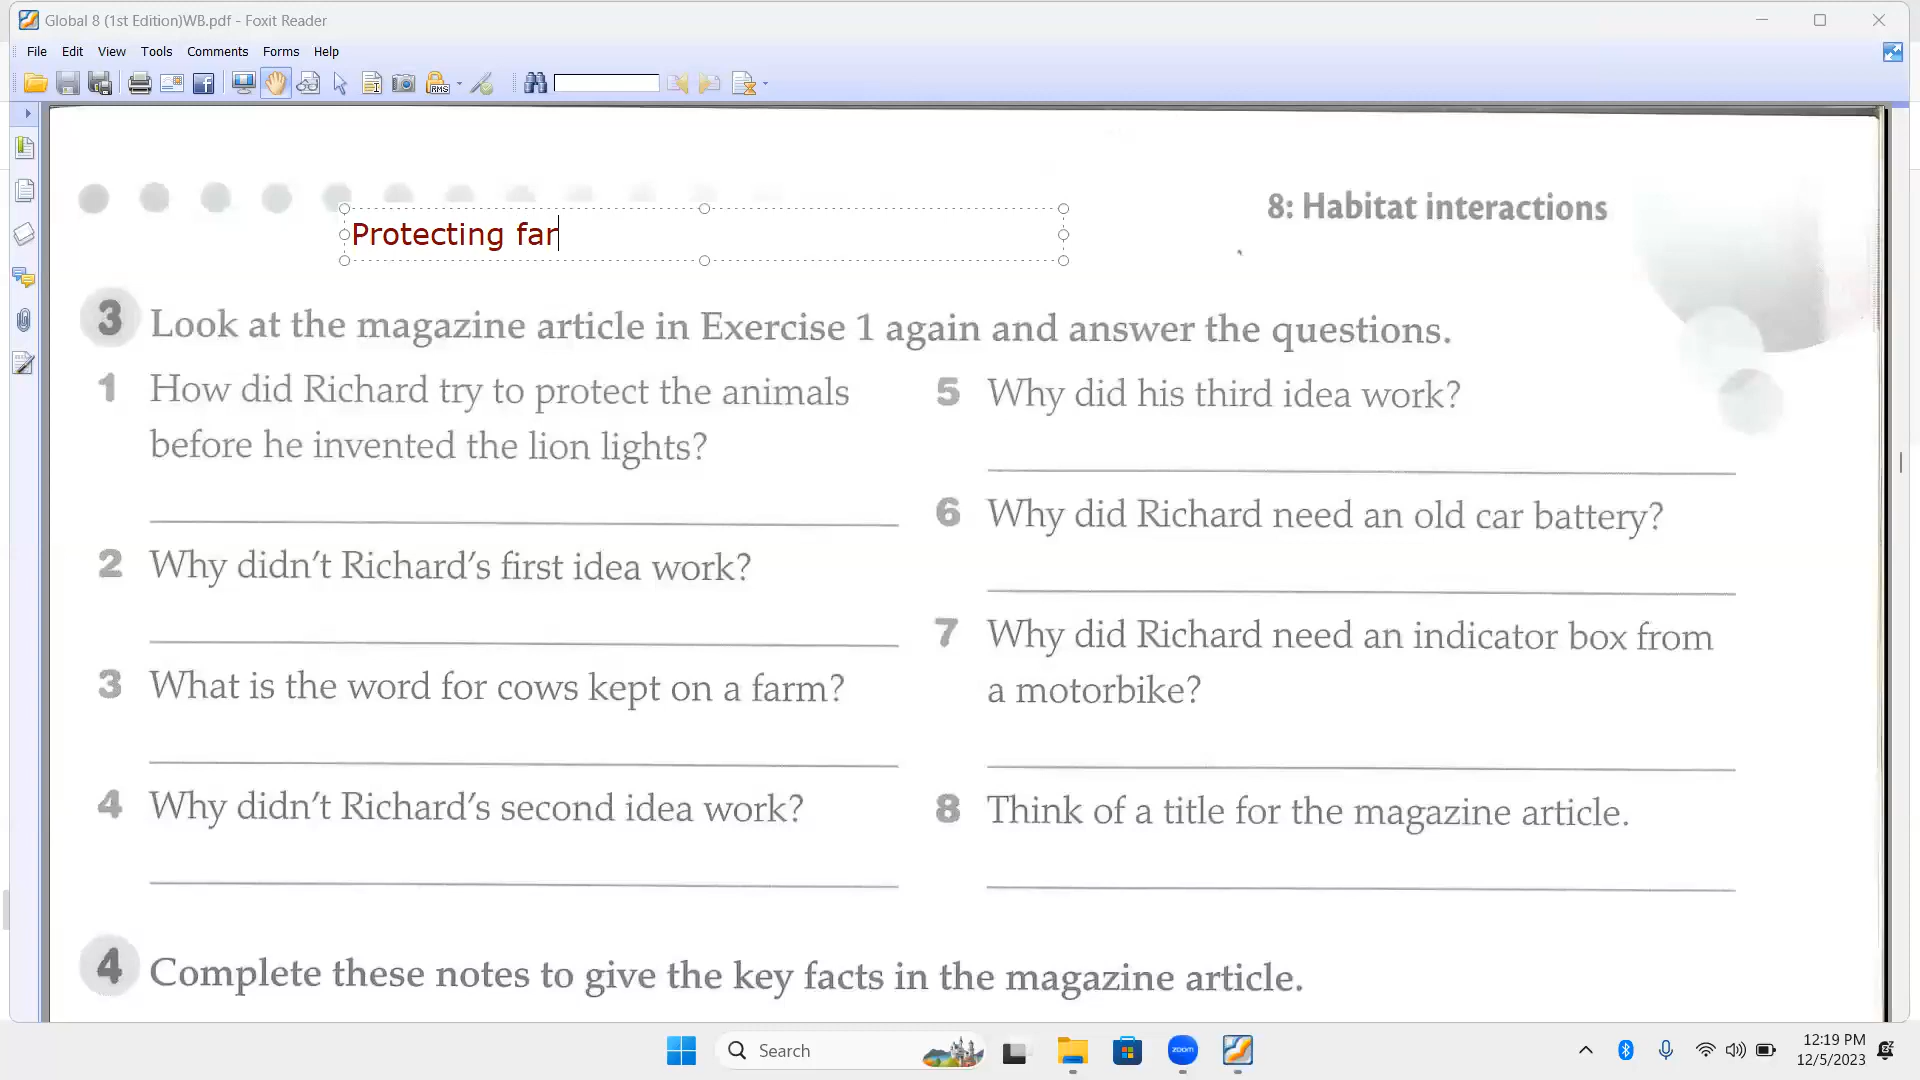 Global 8 (1st Edition)WB.pdf - Foxit Reader
File Edit View Tools Comments Forms Help
RMS
8: Habitat interactions
Protecting far
3 Look at the magazine article in Exercise 1 again and answer the questions.
1 How did Richard try to protect the animals
before he invented the lion lights?
2 Why didn't Richard's first idea work?
3 What is the word for cows kept on a farm?
4 Why didn't Richard's second idea work?
5 Why did his third idea work?
6 Why did Richard need an old car battery?
7 Why did Richard need an indicator box from
a motorbike?
8 Think of a title for the magazine article.
4 Complete these notes to give the key facts in the magazine article.
Search
zoom
12:19 PM
12/5/2023